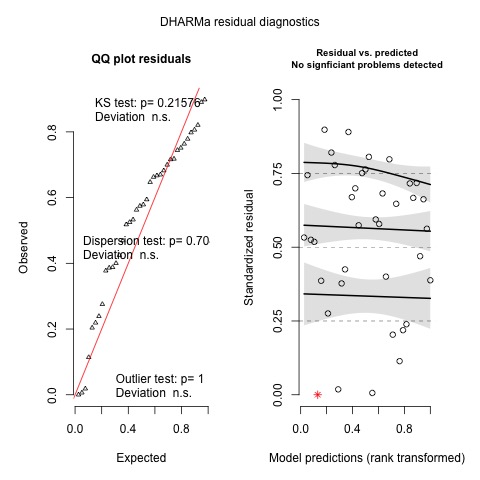 DHARMa residual diagnostics
QQ plot residuals
KS test: p= 0.21576
Deviation n.s.
Dispersion test: p= 0.70
Deviation n.s.
Outlier test: p= 1
Deviation n.s.
Observed
0.0
0.2
0.4
0.6
0.8
0.0
0.4
0.8
Expected
Residual vs. predicted
No signficiant problems detected
Standardized residual
0.00
0.25
0.50
0.75
1.00
0.0
0.4
0.8
Model predictions (rank transformed)